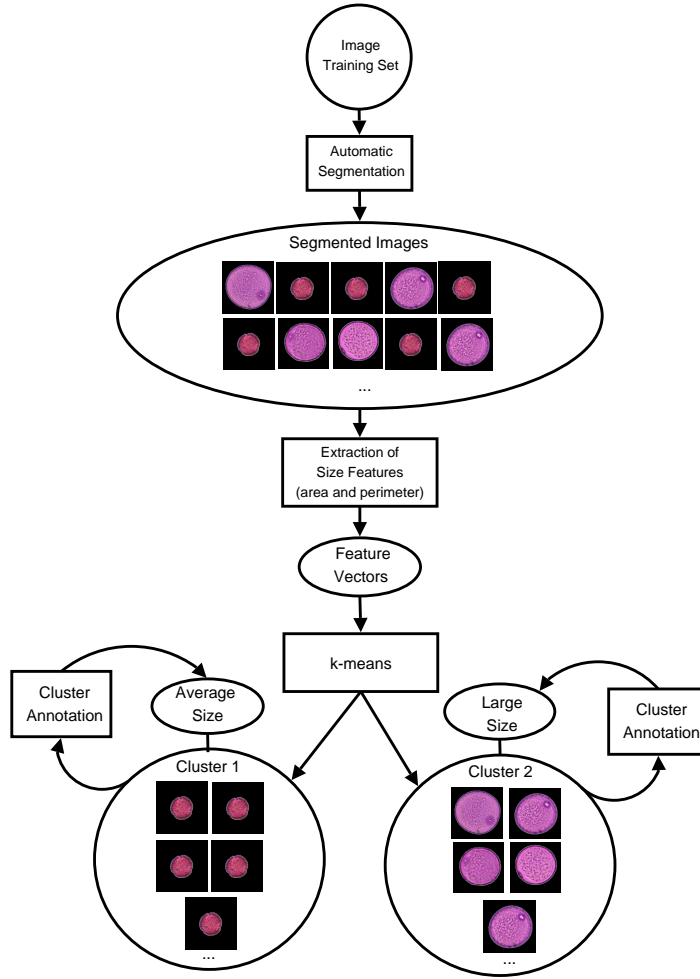 Image
Training Set
Automatic
Segmentation
Segmented Images
...
Extraction of
Size Features
(area and perimeter)
Feature
Vectors
k-means
Cluster
Annotation
Average
Size
Large
Size
Cluster
Annotation
Cluster 1
...
Cluster 2
...